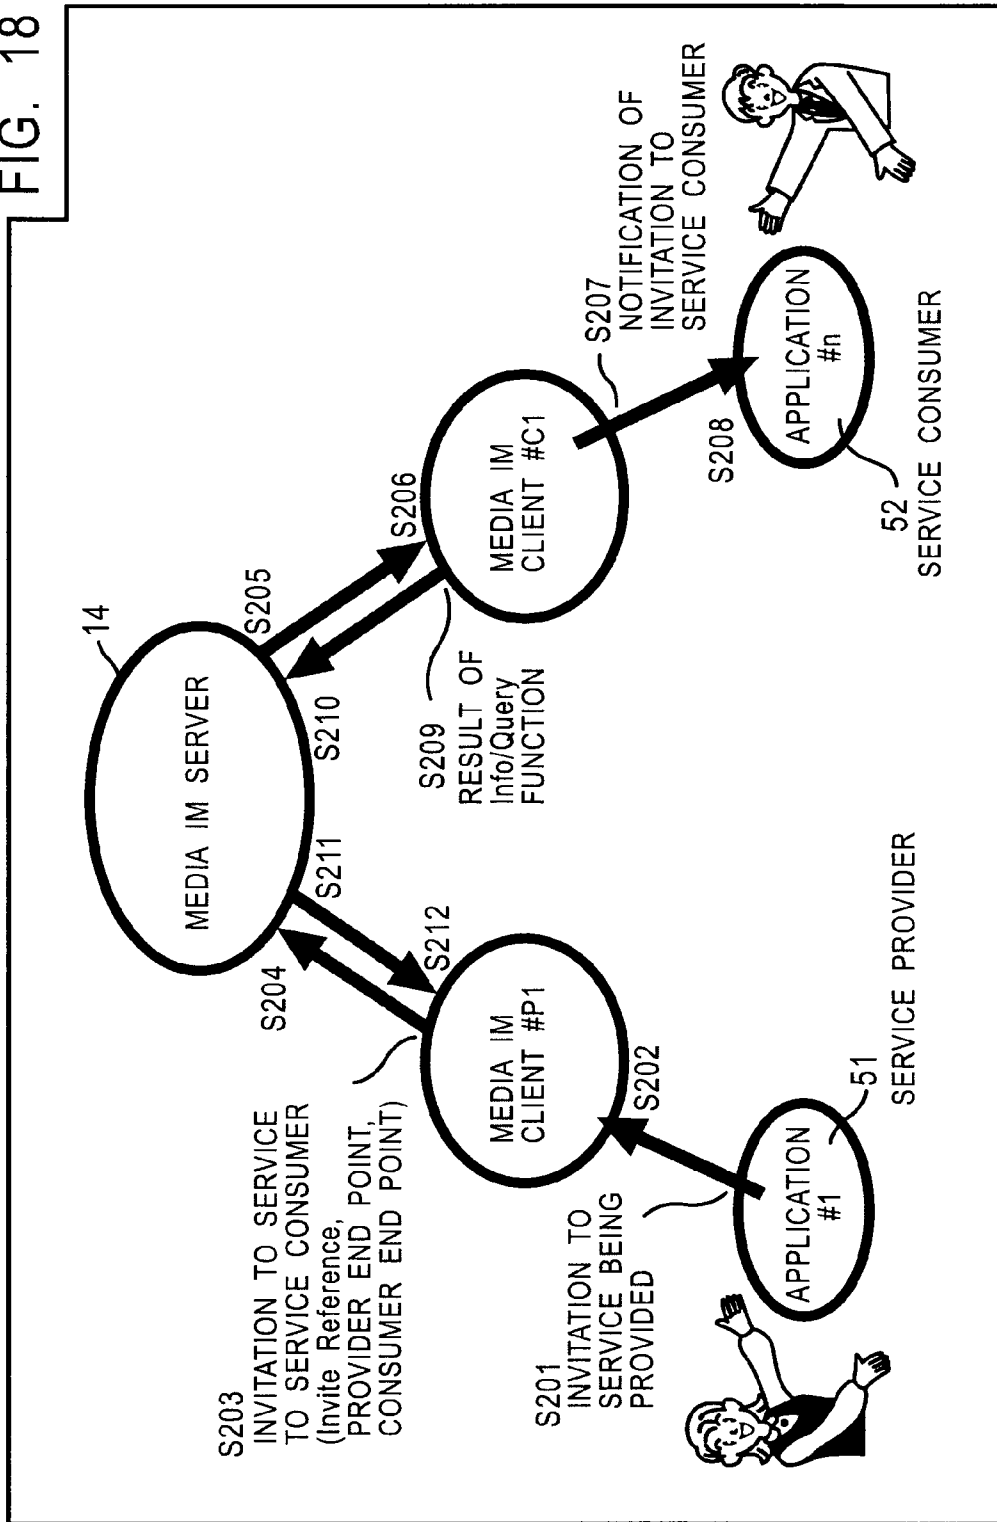 FIG. 18
14
MEDIA IM SERVER
S204
S211
S210
S205
S203
INVITATION TO SERVICE
TO SERVICE CONSUMER
(Invite Reference,
PROVIDER END POINT,
CONSUMER END POINT)
S212
S209
RESULT OF
Info/Query
FUNCTION
S206
MEDIA IM
CLIENT #P1
MEDIA IM
CLIENT #C1
S201
INVITATION TO
SERVICE BEING
PROVIDED
S202
S207
NOTIFICATION OF
INVITATION TO
SERVICE CONSUMER
S208
APPLICATION
#1
51
SERVICE PROVIDER
APPLICATION
#n
52
SERVICE CONSUMER